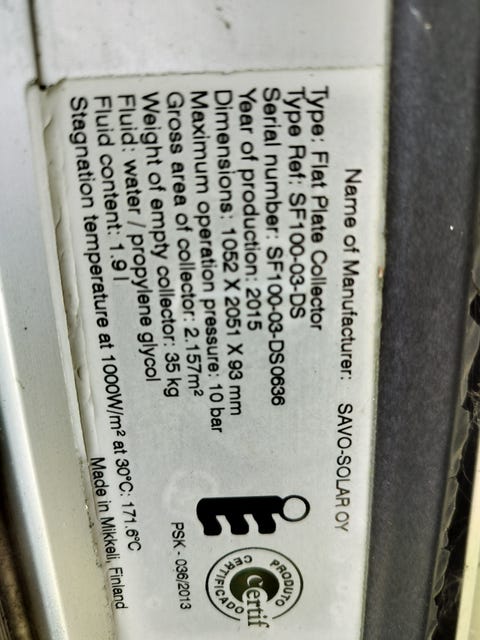 Name of Manufacturer: SAVO-SOLAR OY
Type: Flat Plate Collector
Type Ref: SF100-03-DS
Serial number: SF100-03-DS0636
Year of production: 2015
Dimensions: 1052 X 2051 X 93 mm
Maximum operation pressure: 10 bar
Gross area of collector: 2.157m²
Weight of empty collector: 35 kg
Fluid: water / propylene glycol
Fluid content: 1.9 l
Stagnation temperature at 1000W/m² at 30°C: 171.6°C
Made in Mikkeli, Finland
PRODUTO
Certif
CERTIFICADO
PSK - 036/2013